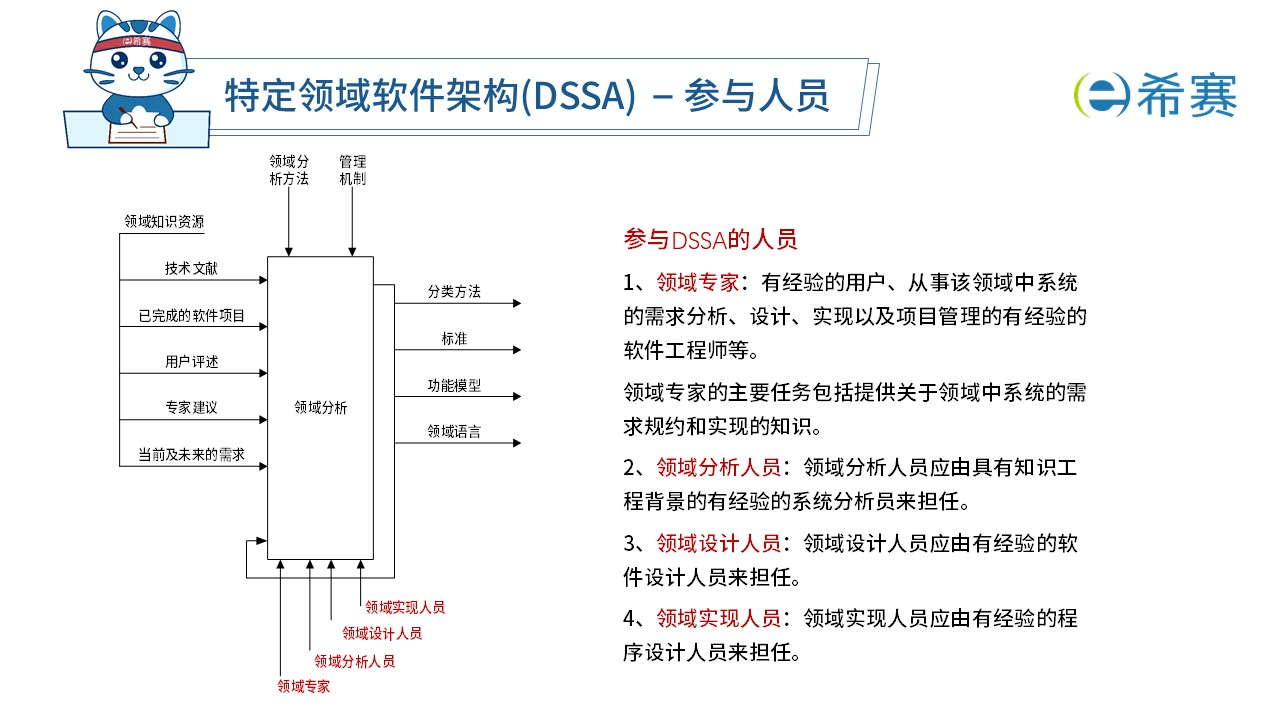 希赛
特定领域软件架构(DSSA) – 参与人员
希赛
领域分
析方法
管理
机制
领域知识资源
技术文献
已完成的软件项目
用户评述
专家建议
当前及未来的需求
领域分析
分类方法
标准
功能模型
领域语言
领域实现人员
领域设计人员
领域分析人员
领域专家
参与DSSA的人员
1、领域专家：有经验的用户、从事该领域中系统
的需求分析、设计、实现以及项目管理的有经验的
软件工程师等。
领域专家的主要任务包括提供关于领域中系统的需
求规约和实现的知识。
2、领域分析人员：领域分析人员应由具有知识工
程背景的有经验的系统分析员来担任。
3、领域设计人员：领域设计人员应由有经验的软
件设计人员来担任。
4、领域实现人员：领域实现人员应由有经验的程
序设计人员来担任。